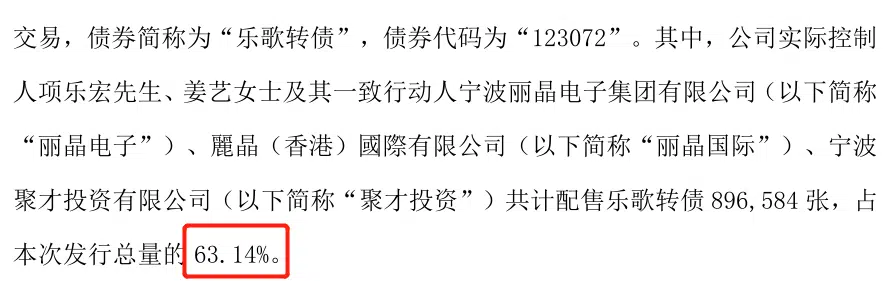 交易，债券简称为“乐歌转债”，债券代码为“123072”。其中，公司实际控制
人项乐宏先生、姜艺女士及其一致行动人宁波丽晶电子集团有限公司（以下简称
“丽晶电子”）、麗晶（香港）國際有限公司（以下简称“丽晶国际”）、宁波
聚才投资有限公司（以下简称“聚才投资”）共计配售乐歌转债 896,584 张，占
本次发行总量的 63.14%。